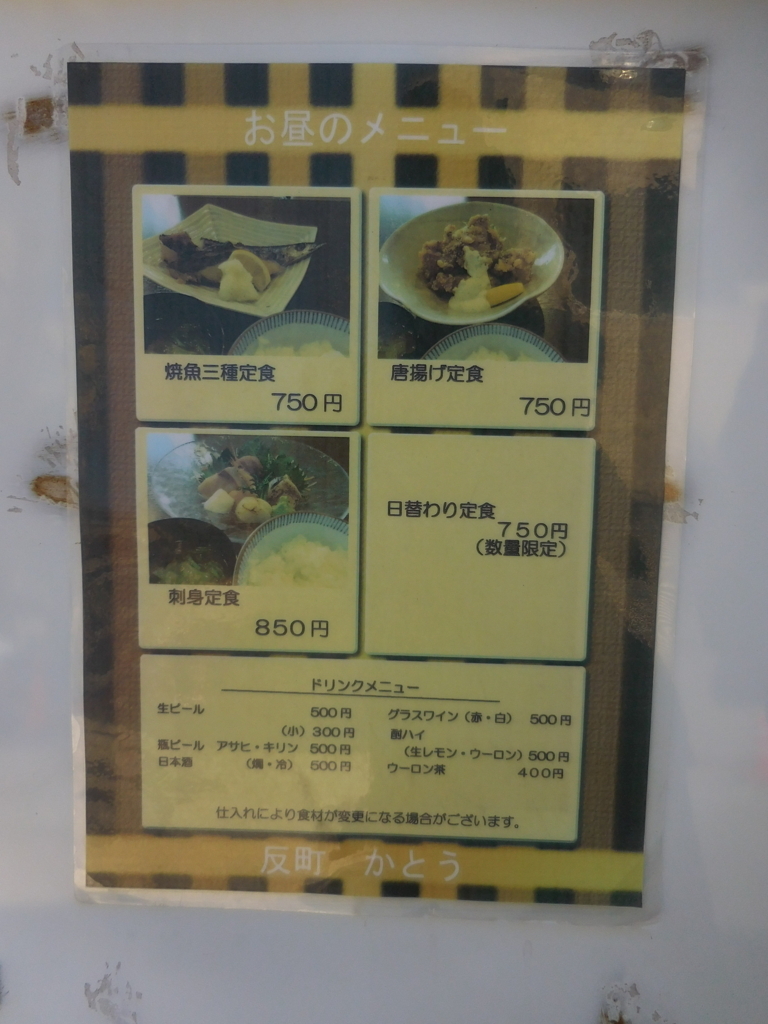 お昼のメニュー
焼魚三種定食
750円
唐揚げ定食
750円
刺身定食
850円
日替わり定食
750円
(数量限定)
ドリンクメニュー
生ビール 500円
(小) 300円
瓶ビール アサヒ・キリン 500円
日本酒 (燗・冷) 500円
グラスワイン (赤・白) 500円
酎ハイ
(生レモン・ウーロン) 500円
ウーロン茶 400円
仕入れにより食材が変更になる場合がございます。
反町 かとう